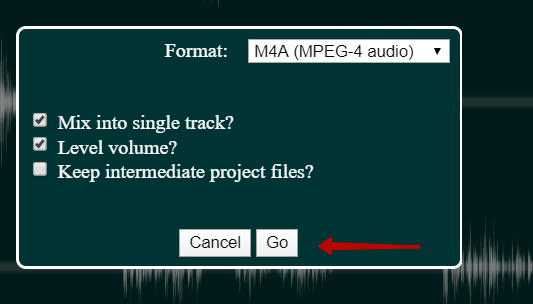 Format: M4A (MPEG-4 audio)
Mix into single track?
Level volume?
Keep intermediate project files?
Cancel Go